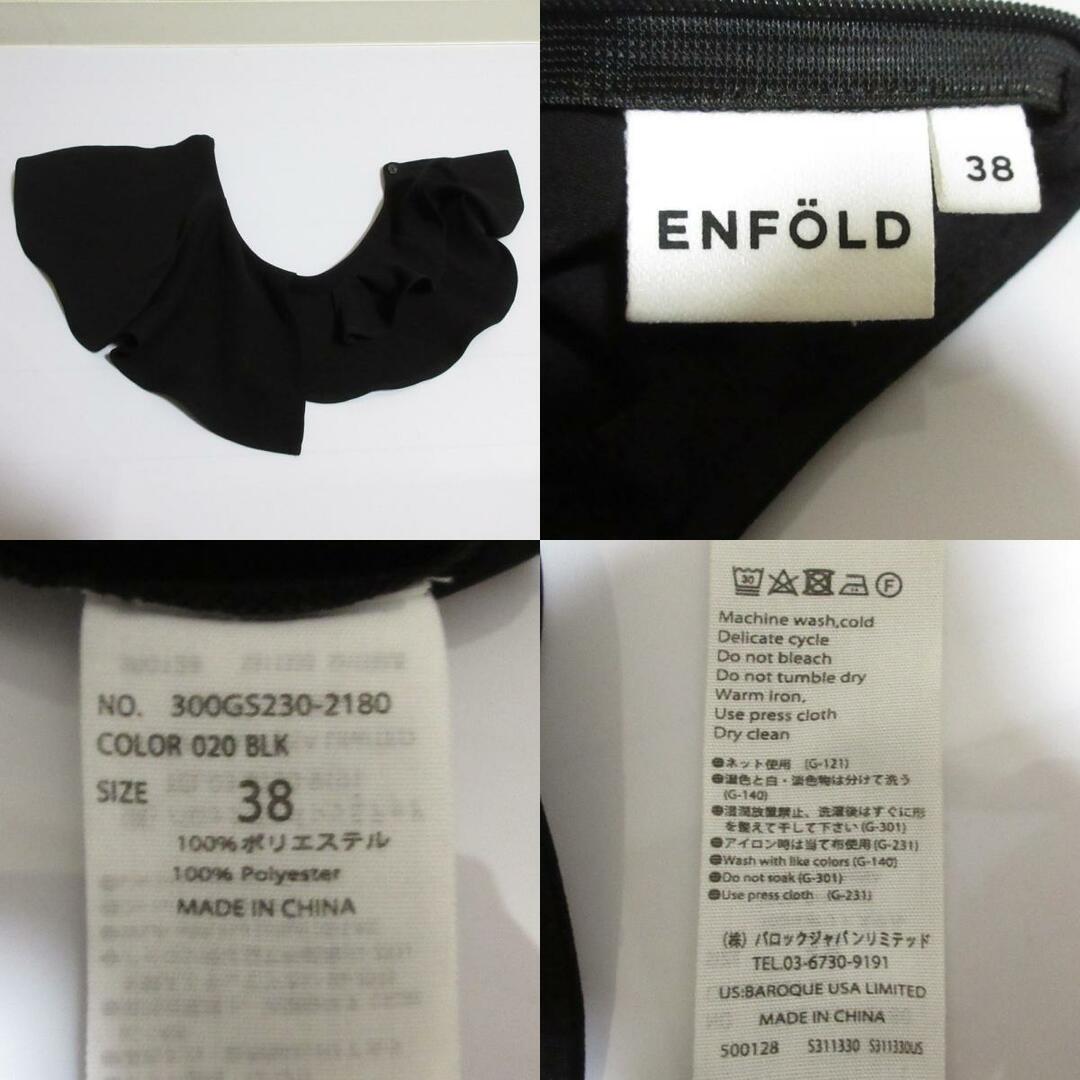 ENFÖLD
38
NO. 300GS230-2180
COLOR 020 BLK
SIZE 38
100%ポリエステル
100% Polyester
MADE IN CHINA
30
F
Machine wash,cold
Delicate cycle
Do not bleach
Do not tumble dry
Warm iron,
Use press cloth
Dry clean
●ネット使用 (G-121)
●濃色と白・淡色物は分けて洗う
(G-140)
●湿潤放置禁止、洗濯後はすぐに形
を整えて干して下さい(G-301)
●アイロン時は当て布使用(G-231)
●Wash with like colors (G-140)
●Do not soak (G-301)
●Use press cloth (G-231)
(株) バロックジャパンリミテッド
TEL.03-6730-9191
US:BAROQUE USA LIMITED
MADE IN CHINA
500128 S311330 S311330US